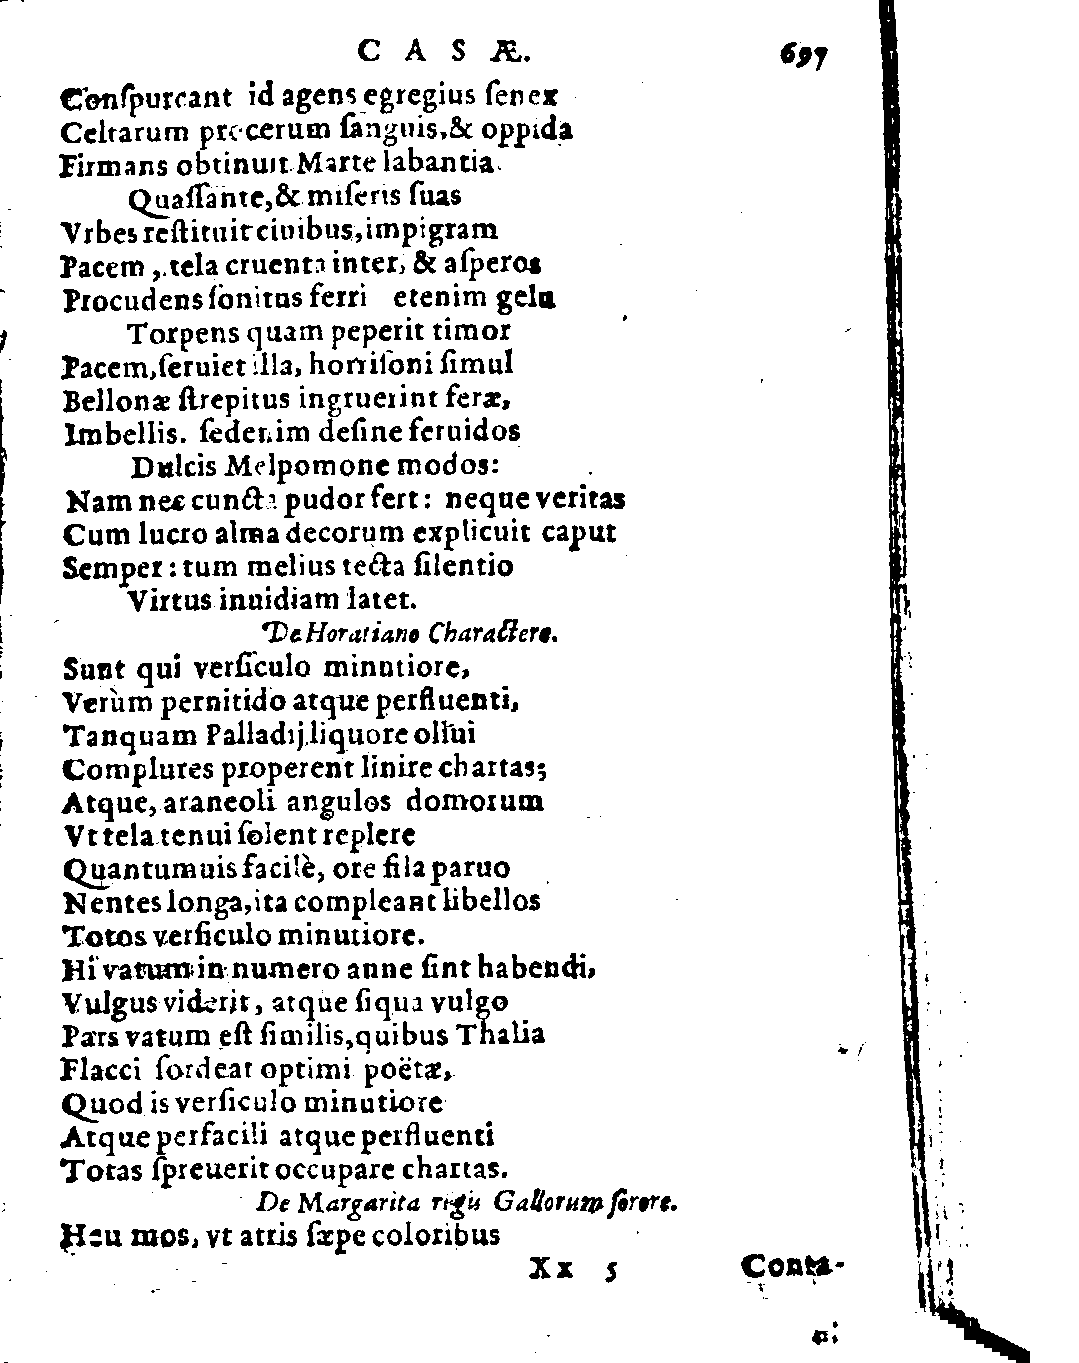 CASÆ. 697
Conſpurcant id agens egregius ſenex
Celtarum procerum ſanguis,& oppida
Firmans obtinuit Marte labantia.
Quaſſante,& miſeris ſuas
Vrbes reſtituit ciuibus, impigram
Pacem, tela cruenta inter, & aſperos
Procudens ſonitus ferri etenim gelu
Torpens quam peperit timor
Pacem, ſeruiet illa, horriſoni ſimul
Bellonæ ſtrepitus ingruerint feræ,
Imbellis. ſed enim deſine feruidos
Dulcis Melpomone modos:
Nam nec cuncta pudor fert: neque veritas
Cum lucro alma decorum explicuit caput
Semper: tum melius tecta ſilentio
Virtus inuidiam latet.
De Horatiano Charactere.
Sunt qui verſiculo minutiore,
Verùm pernitido atque perfluenti,
Tanquam Palladij liquore oliui
Complures properent linire chartas;
Atque, araneoli angulos domorum
Vt tela tenui ſolent replere
Quantumuis facilè, ore fila paruo
Nentes longa, ita compleant libellos
Totos verſiculo minutiore.
Hi vatum in numero anne ſint habendi,
Vulgus viderit, atque ſiqua vulgo
Pars vatum eſt ſimilis, quibus Thalia
Flacci ſordeat optimi poëtæ,
Quod is verſiculo minutiore
Atque perfacili atque perfluenti
Totas ſpreuerit occupare chartas.
De Margarita regis Gallorum ſorore.
Heu mos, vt atris ſæpe coloribus
Xx 5 Conta-